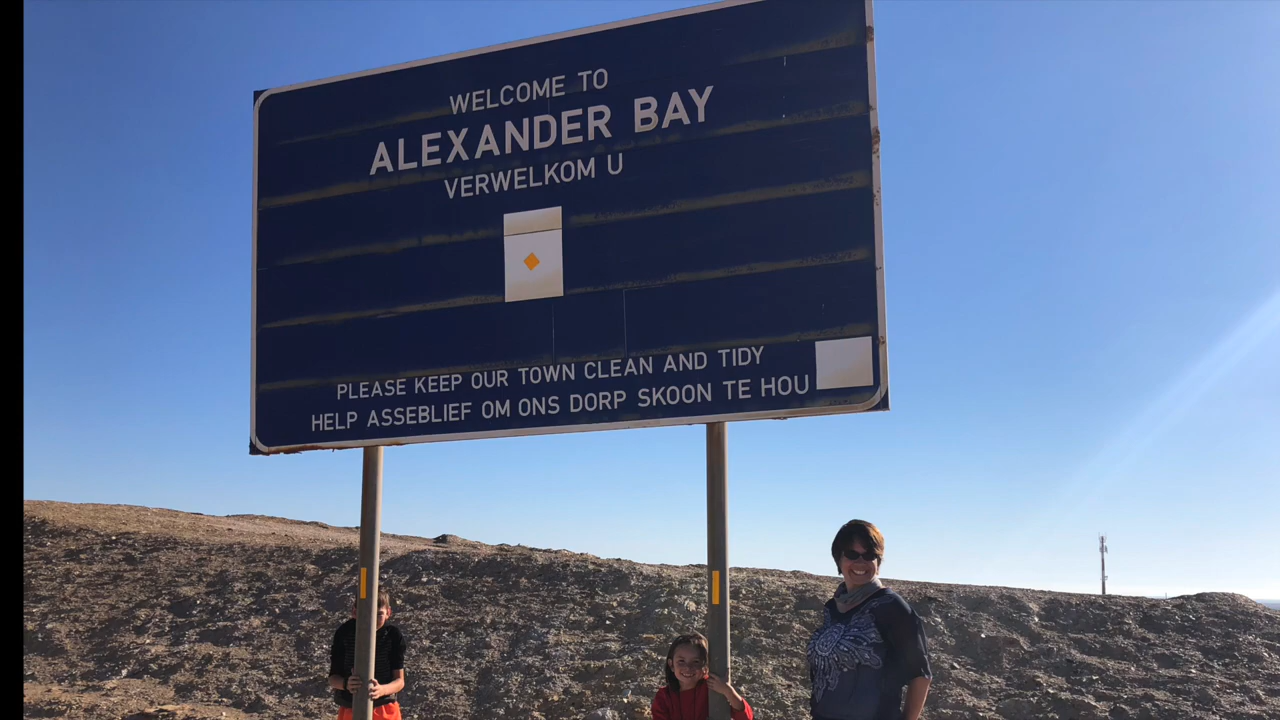 WELCOME TO
ALEXANDER BAY
VERWELKOM U
PLEASE KEEP OUR TOWN CLEAN AND TIDY
HELP ASSEBLIEF OM ONS DORP SKOON TE HOU